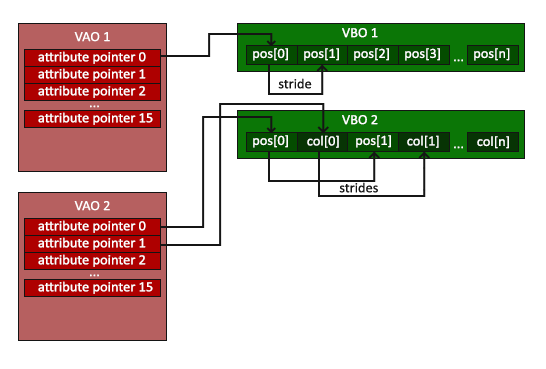 VAO 1
attribute pointer 0
attribute pointer 1
attribute pointer 2
...
attribute pointer 15
VBO 1
pos[0] pos[1] pos[2] pos[3] ... pos[n]
stride
VBO 2
pos[0] col[0] pos[1] col[1] ... col[n]
strides
VAO 2
attribute pointer 0
attribute pointer 1
attribute pointer 2
...
attribute pointer 15